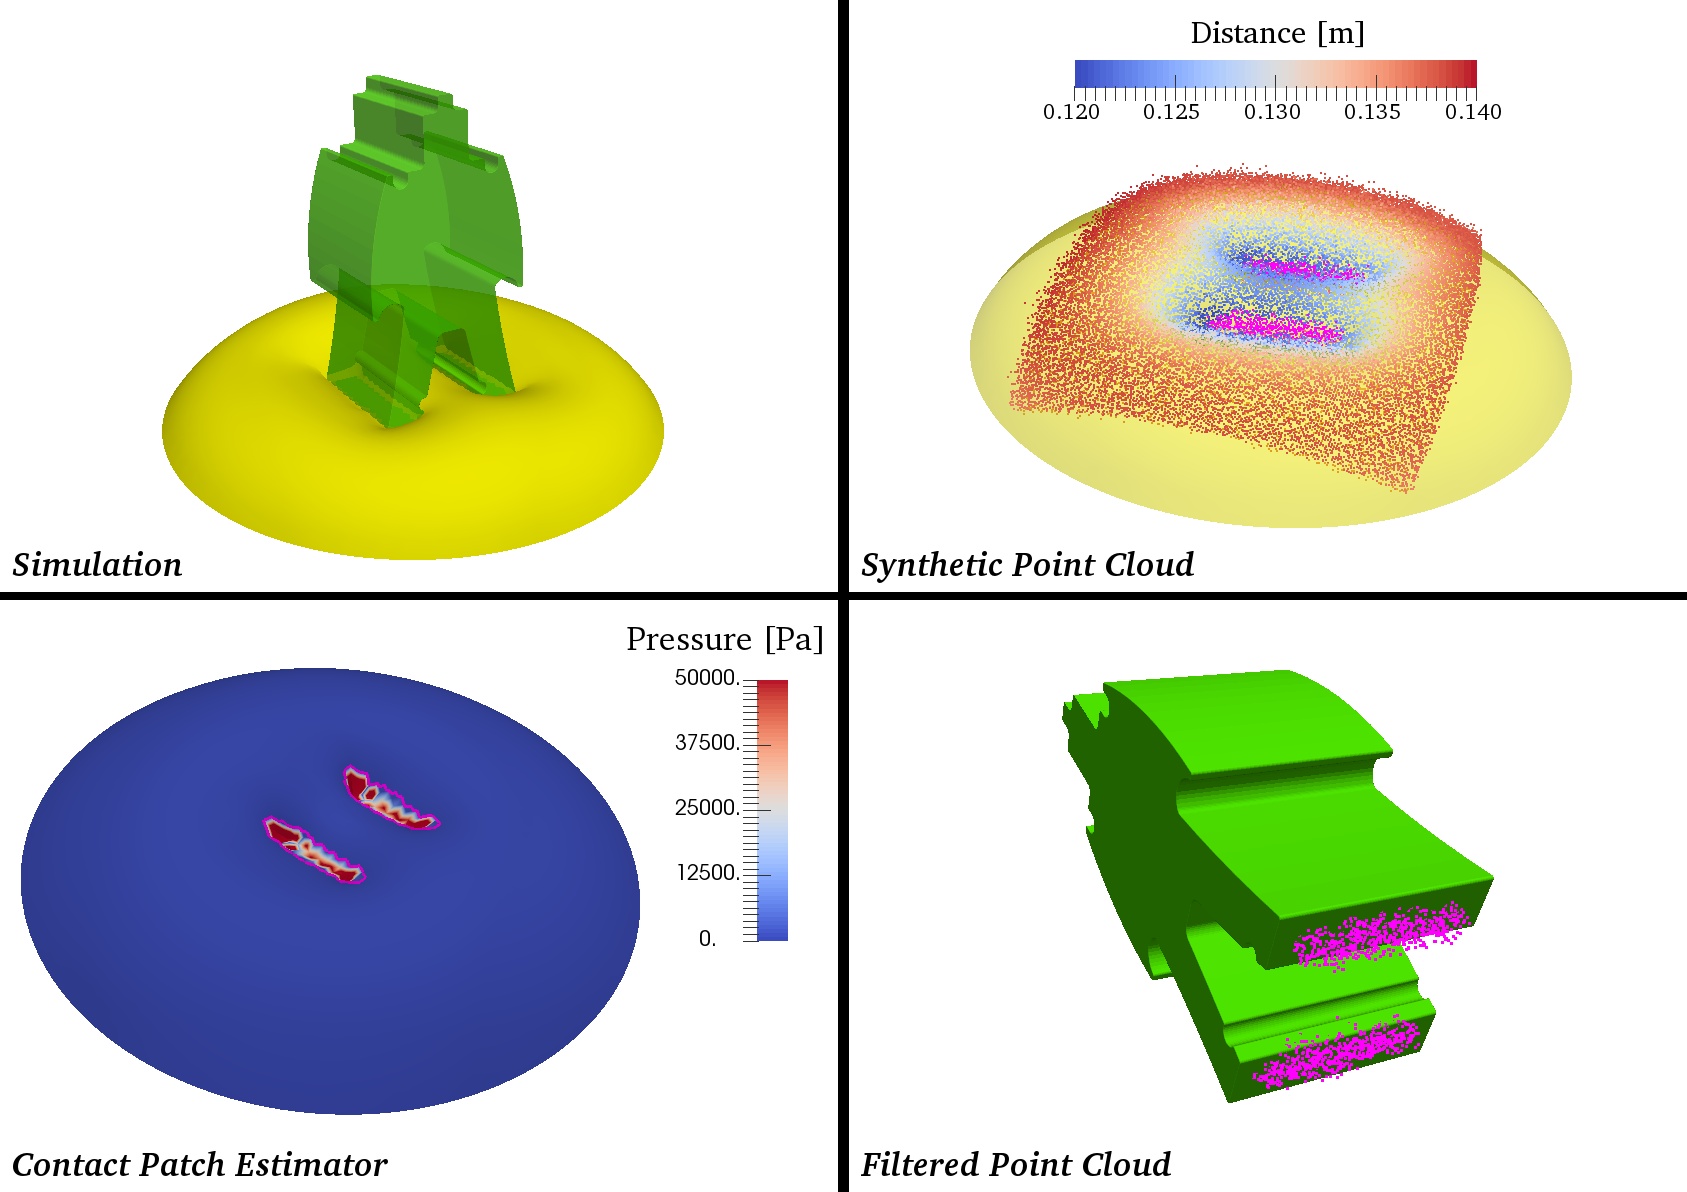 Simulation
Distance [m]
0.120 0.125 0.130 0.135 0.140
Synthetic Point Cloud
Pressure [Pa]
50000.
37500.
25000.
12500.
0.
Contact Patch Estimator
Filtered Point Cloud